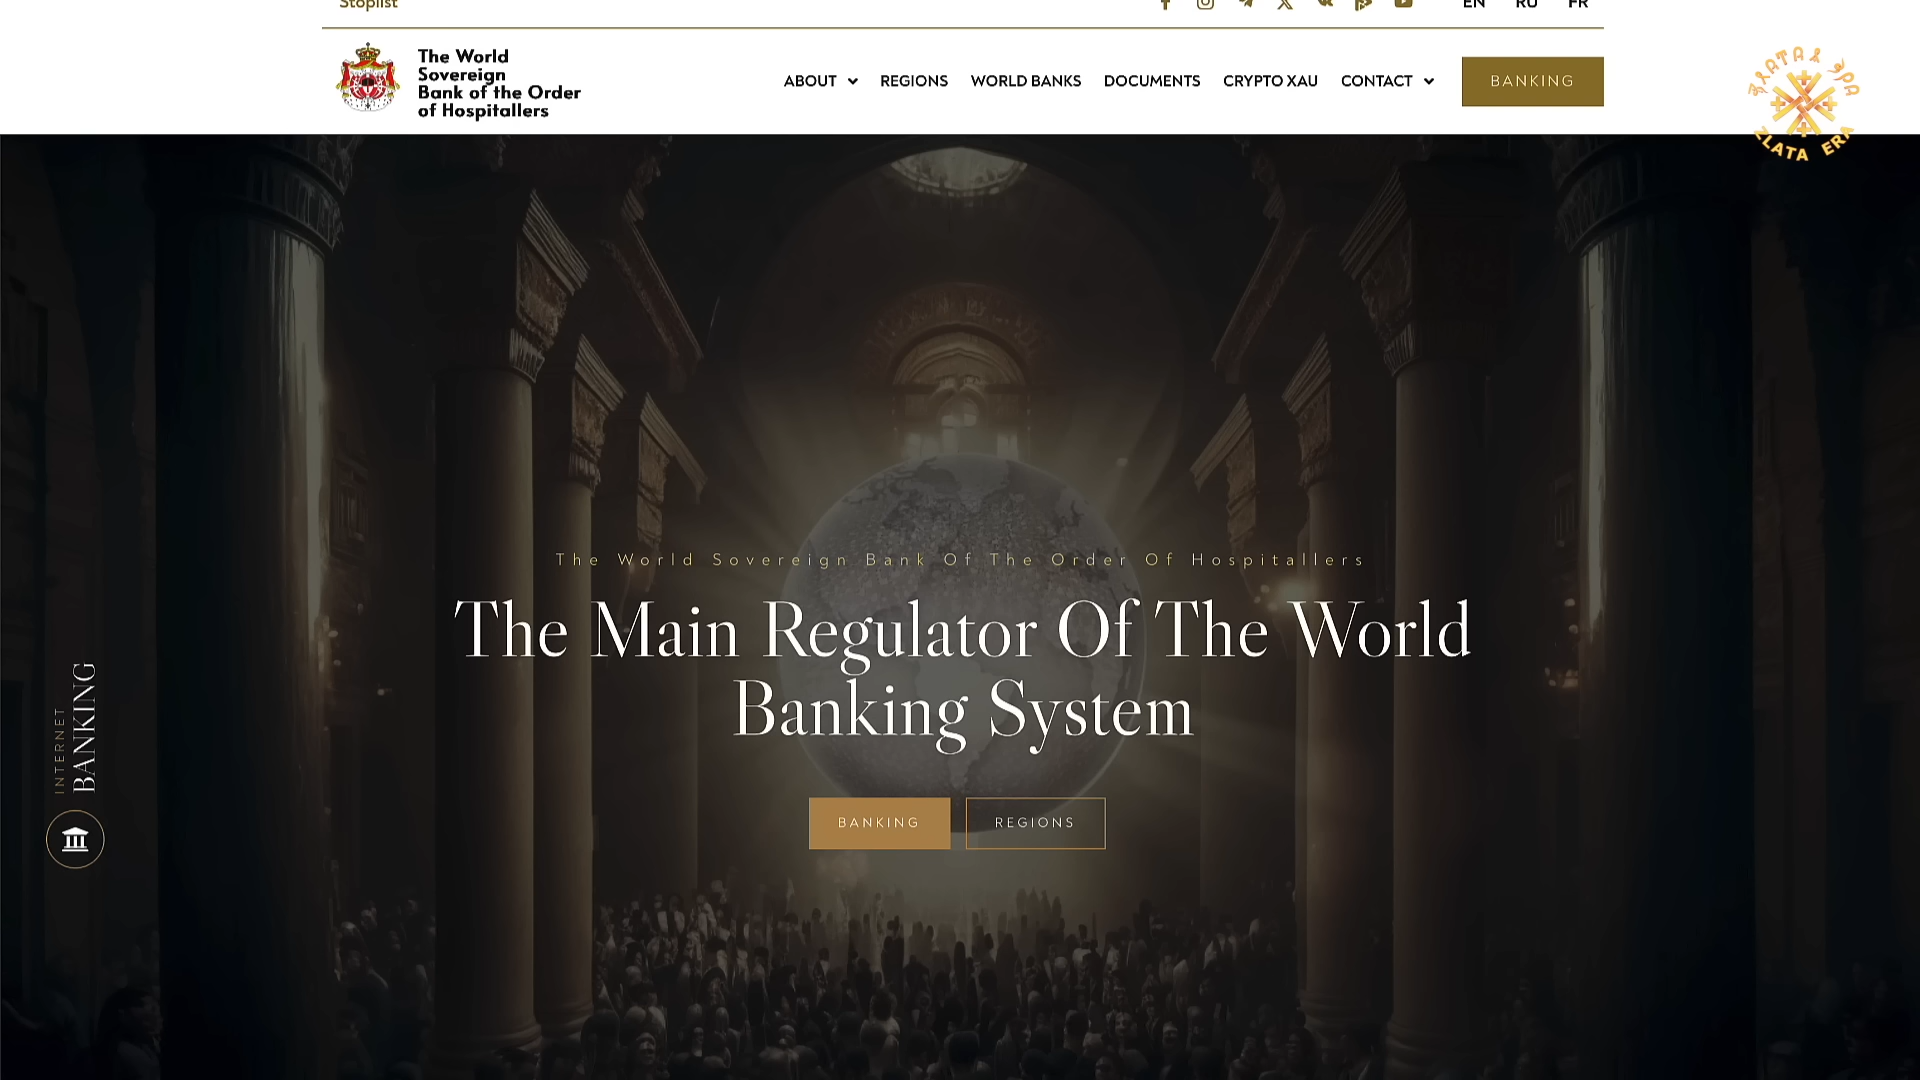 Stoplist
EN RU FR
The World
Sovereign
Bank of the Order
of Hospitallers
ABOUT REGIONS WORLD BANKS DOCUMENTS CRYPTO XAU CONTACT BANKING
ZLATA ERA
The World Sovereign Bank Of The Order Of Hospitallers
The Main Regulator Of The World
Banking System
BANKING REGIONS
INTERNET
BANKING